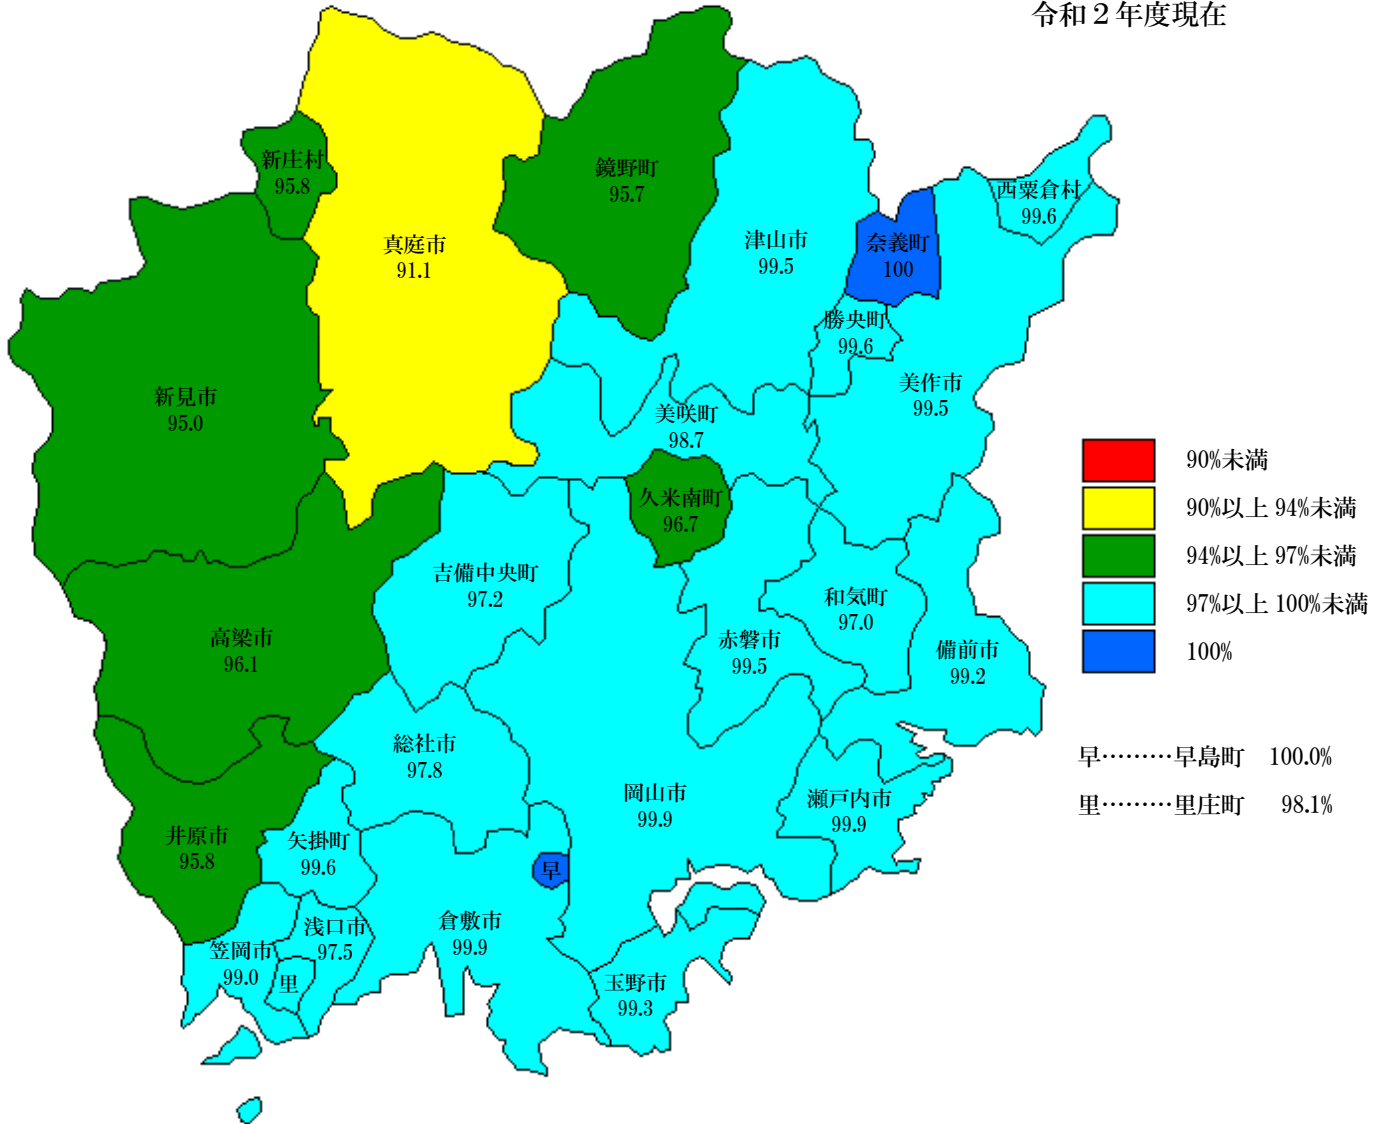 令和２年度現在
新庄村
95.8
鏡野町
95.7
西粟倉村
99.6
真庭市
91.1
津山市
99.5
奈義町
100
勝央町
99.6
新見市
95.0
美作市
99.5
美咲町
98.7
久米南町
96.7
吉備中央町
97.2
和気町
97.0
高梁市
96.1
赤磐市
99.5
備前市
99.2
総社市
97.8
岡山市
99.9
瀬戸内市
99.9
井原市
95.8
矢掛町
99.6
早
倉敷市
99.9
浅口市
97.5
笠岡市
99.0
里
玉野市
99.3
90%未満
90%以上 94%未満
94%以上 97%未満
97%以上 100%未満
100%
早………早島町 100.0%
里………里庄町 98.1%